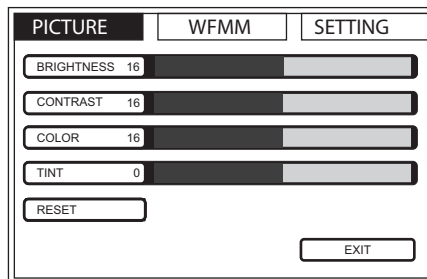 PICTURE WFMM SETTING
BRIGHTNESS 16
CONTRAST 16
COLOR 16
TINT 0
RESET
EXIT